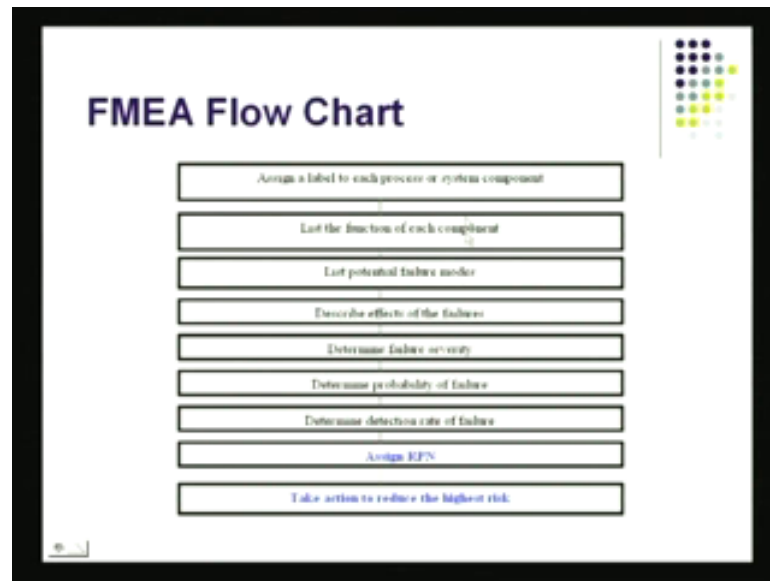 FMEA Flow Chart
Assign a label to each process or system component
List the function of each component
List potential failure modes
Describe effects of the failures
Determine failure severity
Determine probability of failure
Determine detection rate of failure
Assign RPN
Take action to reduce the highest risk